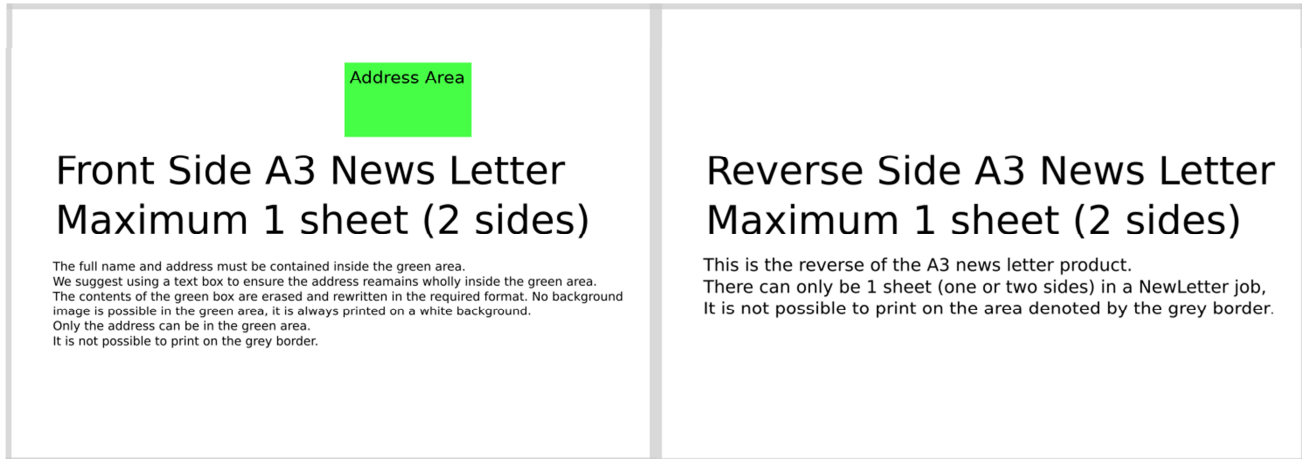 Address Area
Front Side A3 News Letter
Maximum 1 sheet (2 sides)
The full name and address must be contained inside the green area.
We suggest using a text box to ensure the address reamains wholly inside the green area.
The contents of the green box are erased and rewritten in the required format. No background
image is possible in the green area, it is always printed on a white background.
Only the address can be in the green area.
It is not possible to print on the grey border.
Reverse Side A3 News Letter
Maximum 1 sheet (2 sides)
This is the reverse of the A3 news letter product.
There can only be 1 sheet (one or two sides) in a NewLetter job,
It is not possible to print on the area denoted by the grey border.